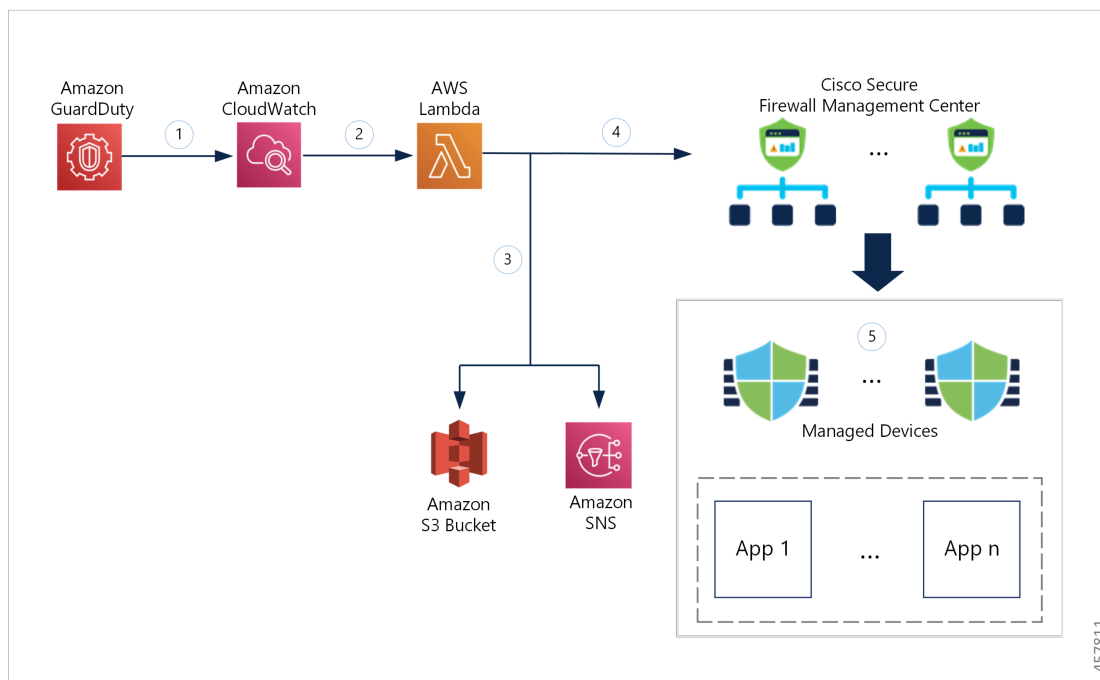 Amazon
GuardDuty
Amazon
CloudWatch
AWS
Lambda
Cisco Secure
Firewall Management Center
1
2
4
...
3
5
...
Managed Devices
Amazon
S3 Bucket
Amazon
SNS
App 1
...
App n
457811